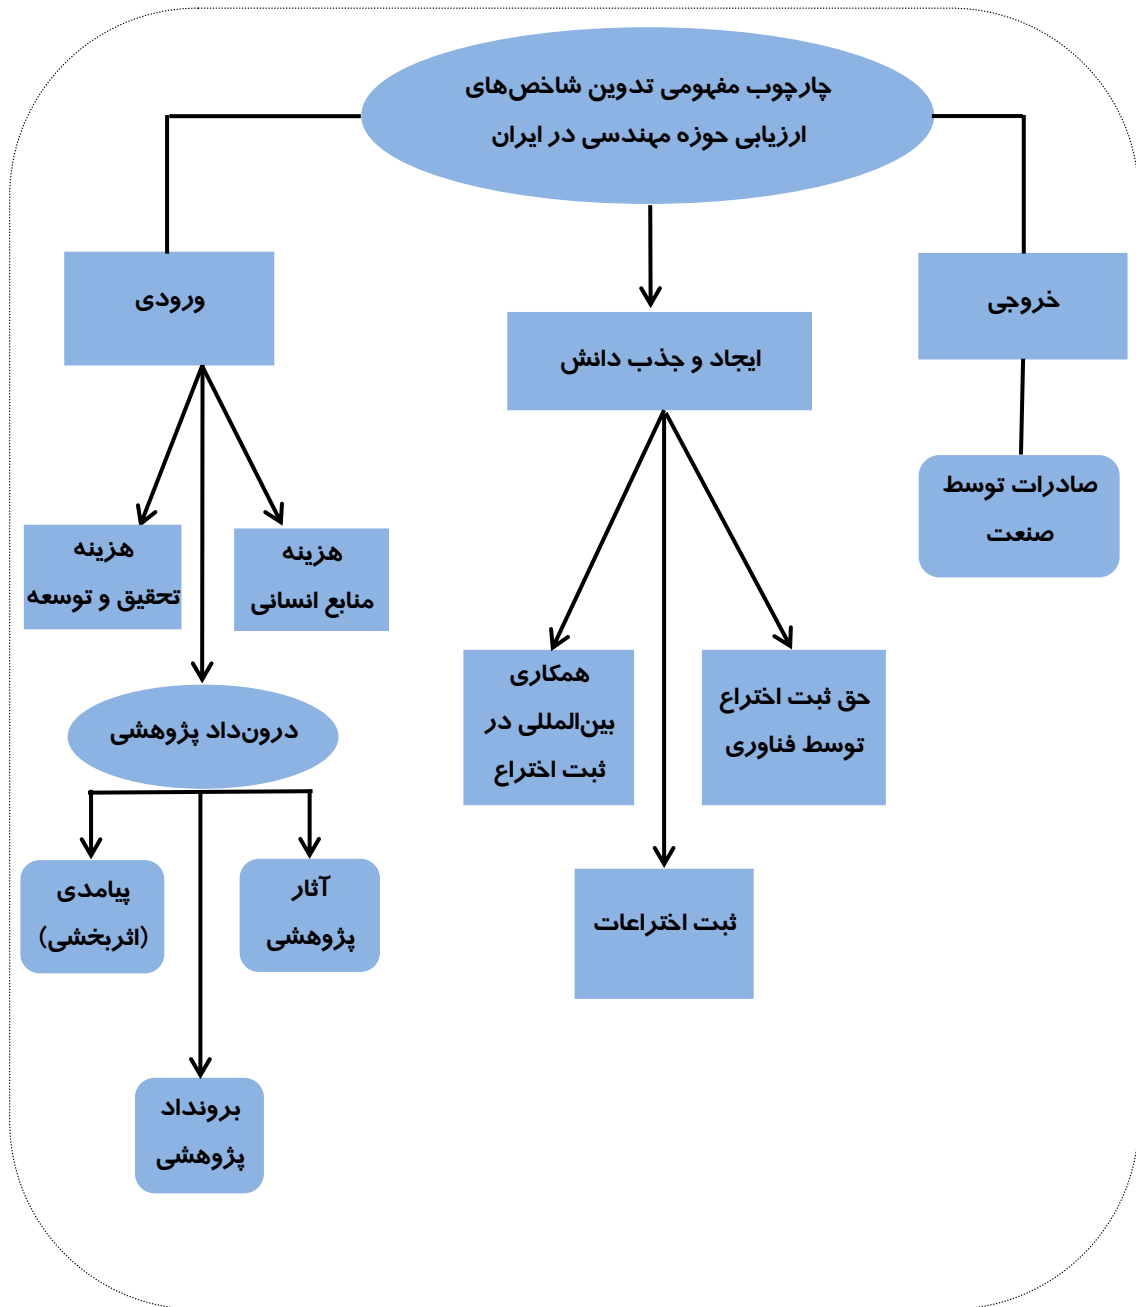 چارچوب مفهومی تدوین شاخص‌های
ارزیابی حوزه مهندسی در ایران
خروجی
صادرات توسط
صنعت
ایجاد و جذب دانش
حق ثبت اختراع
توسط فناوری
همکاری
بین‌المللی در
ثبت اختراع
ثبت اختراعات
ورودی
هزینه
منابع انسانی
هزینه
تحقیق و توسعه
درون‌داد پژوهشی
آثار
پژوهشی
پیامدی
(اثربخشی)
برونداد
پژوهشی